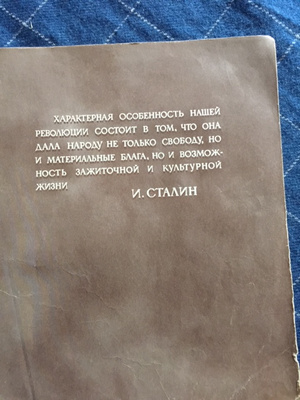 ХАРАКТЕРНАЯ ОСОБЕННОСТЬ НАШЕЙ
РЕВОЛЮЦИИ СОСТОИТ В ТОМ, ЧТО ОНА
ДАЛА НАРОДУ НЕ ТОЛЬКО СВОБОДУ, НО
И МАТЕРИАЛЬНЫЕ БЛАГА, НО И ВОЗМОЖ-
НОСТЬ ЗАЖИТОЧНОЙ И КУЛЬТУРНОЙ
ЖИЗНИ
И. СТАЛИН